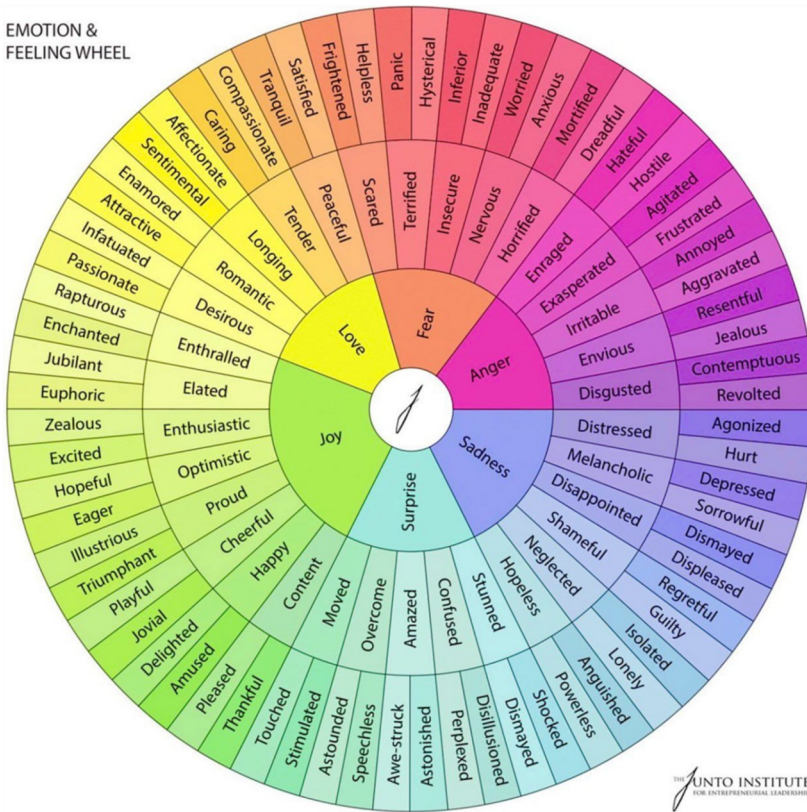 EMOTION &
FEELING WHEEL
Love
Fear
Anger
Sadness
Surprise
Joy
Scared
Terrified
Insecure
Nervous
Horrified
Enraged
Exasperated
Irritable
Envious
Disgusted
Distressed
Melancholic
Disappointed
Shameful
Neglected
Hopeless
Stunned
Confused
Amazed
Overcome
Moved
Content
Happy
Cheerful
Proud
Optimistic
Enthusiastic
Elated
Enthralled
Desirous
Romantic
Longing
Tender
Peaceful
Frightened
Helpless
Panic
Hysterical
Inferior
Inadequate
Worried
Anxious
Mortified
Dreadful
Hateful
Hostile
Agitated
Frustrated
Annoyed
Aggravated
Resentful
Jealous
Contemptuous
Revolted
Agonized
Hurt
Depressed
Sorrowful
Dismayed
Displeased
Regretful
Guilty
Isolated
Lonely
Anguished
Powerless
Shocked
Dismayed
Disillusioned
Perplexed
Astonished
Awe-struck
Speechless
Astounded
Stimulated
Touched
Thankful
Pleased
Amused
Delighted
Jovial
Playful
Triumphant
Illustrious
Eager
Hopeful
Excited
Zealous
Euphoric
Jubilant
Enchanted
Rapturous
Passionate
Infatuated
Attractive
Enamored
Sentimental
Affectionate
Caring
Compassionate
Tranquil
Satisfied
THE JUNTO INSTITUTE
FOR ENTREPRENEURIAL LEADERSHIP